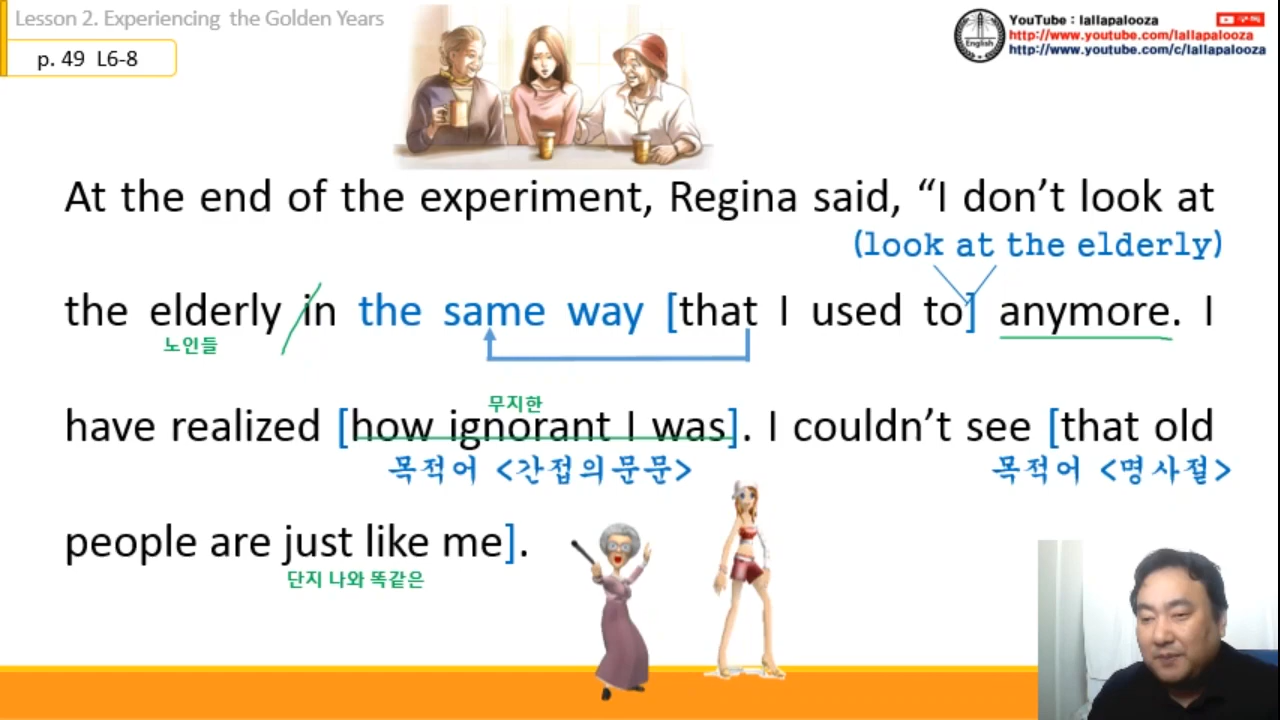 Lesson 2. Experiencing the Golden Years
p. 49 L6-8
English
YouTube : lallapalooza
구독
http://www.youtube.com/lallapalooza
http://www.youtube.com/c/lallapalooza
At the end of the experiment, Regina said, “I don’t look at
(look at the elderly)
the elderly in the same way [that I used to] anymore. I
노인들
무지한
have realized [how ignorant I was]. I couldn’t see [that old
목적어 <간접의문문>
목적어 <명사절>
people are just like me].
단지 나와 똑같은